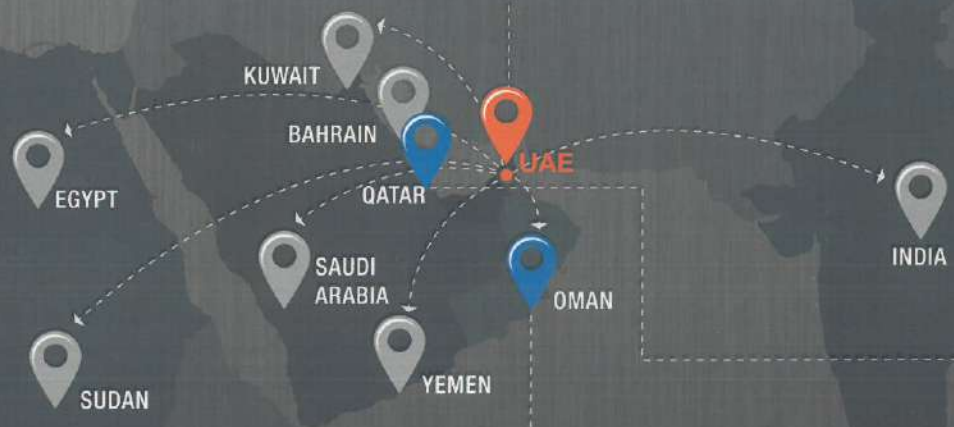 KUWAIT
BAHRAIN
UAE
EGYPT
QATAR
SAUDI
ARABIA
INDIA
OMAN
YEMEN
SUDAN